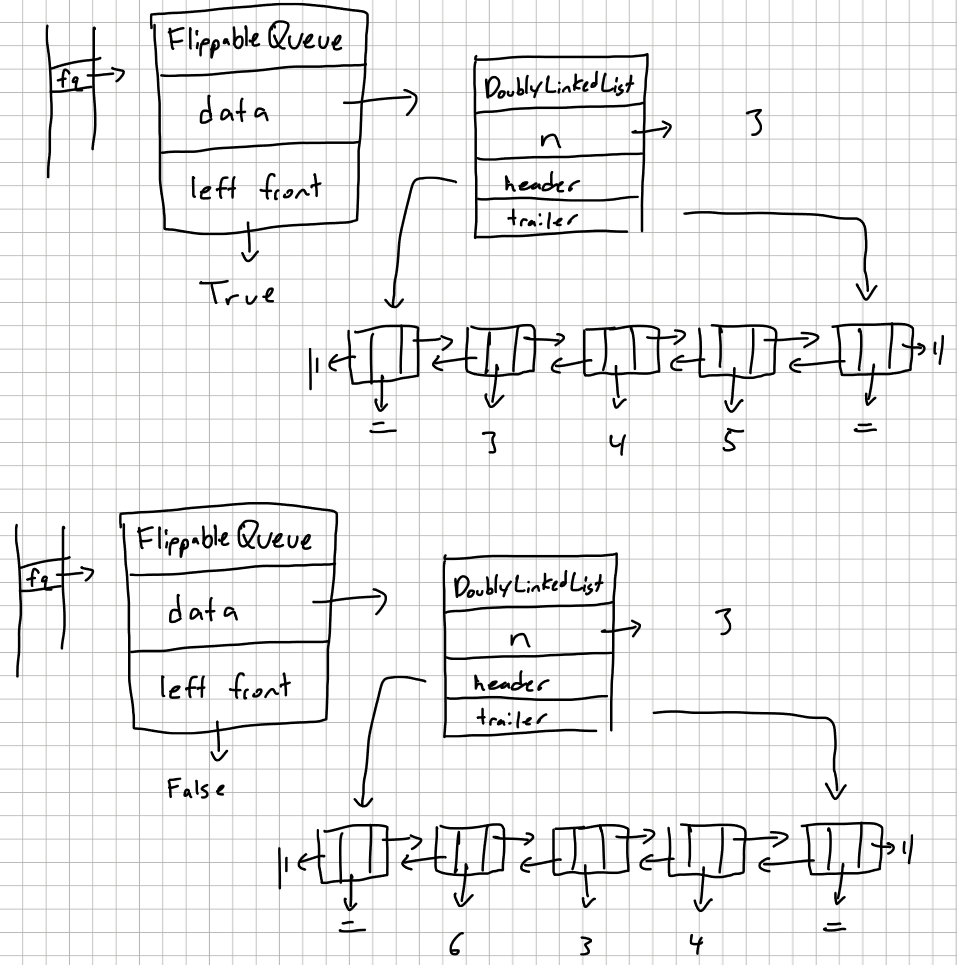 FlippableQueue
fq
data
DoublyLinkedList
n
3
left front
header
trailer
True
3 4 5
FlippableQueue
fq
data
DoublyLinkedList
n
3
left front
header
trailer
False
6 3 4